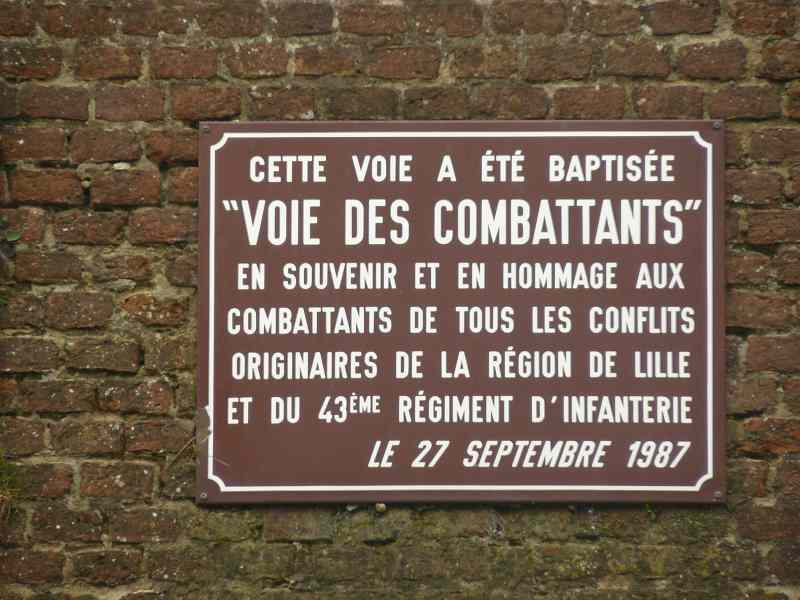 CETTE VOIE A ÉTÉ BAPTISÉE
"VOIE DES COMBATTANTS"
EN SOUVENIR ET EN HOMMAGE AUX
COMBATTANTS DE TOUS LES CONFLITS
ORIGINAIRES DE LA RÉGION DE LILLE
ET DU 43ÈME RÉGIMENT D'INFANTERIE
LE 27 SEPTEMBRE 1987